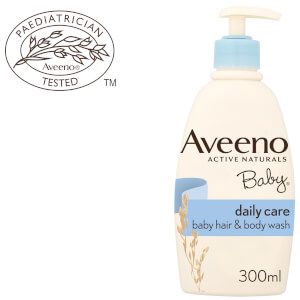 PAEDIATRICIAN
Aveeno®
TESTED
TM
Aveeno
ACTIVE NATURALS
Baby®
daily care
baby hair & body wash
300ml